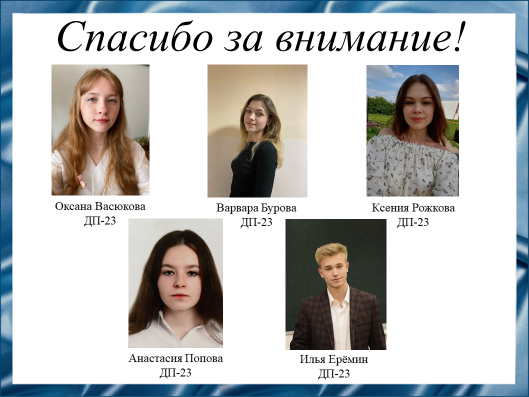 Спасибо за внимание!
Оксана Васюкова
ДП-23
Варвара Бурова
ДП-23
Ксения Рожкова
ДП-23
Анастасия Попова
ДП-23
Илья Ерёмин
ДП-23